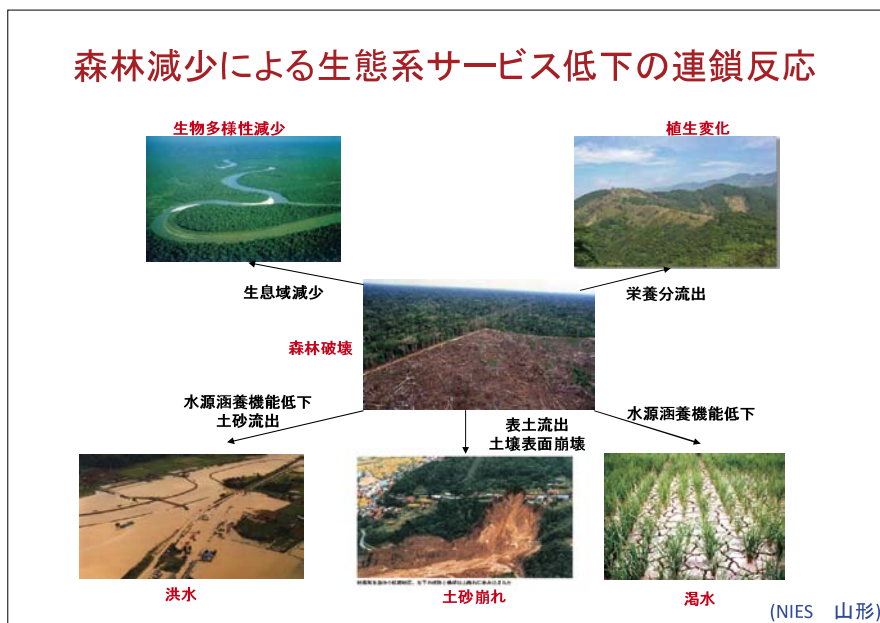 森林減少による生態系サービス低下の連鎖反応
生物多様性減少
植生変化
生息域減少
栄養分流出
森林破壊
水源涵養機能低下
土砂流出
表土流出
土壌表面崩壊
水源涵養機能低下
洪水
土砂崩れ
渇水
(NIES 山形)